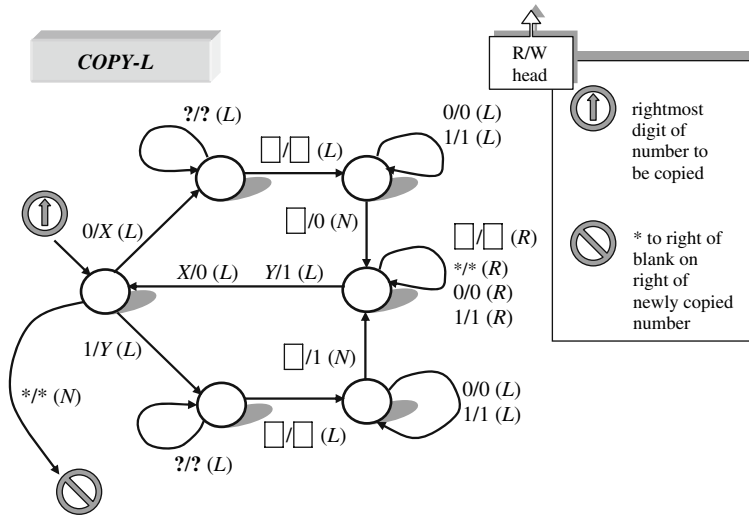 COPY-L
R/W
head
rightmost
digit of
number to
be copied
* to right of
blank on
right of
newly copied
number
?/? (L)
□/□ (L)
0/0 (L)
1/1 (L)
0/X (L)
□/0 (N)
□/□ (R)
*/* (R)
0/0 (R)
1/1 (R)
X/0 (L) Y/1 (L)
1/Y (L)
□/1 (N)
*/* (N)
0/0 (L)
1/1 (L)
□/□ (L)
?/? (L)